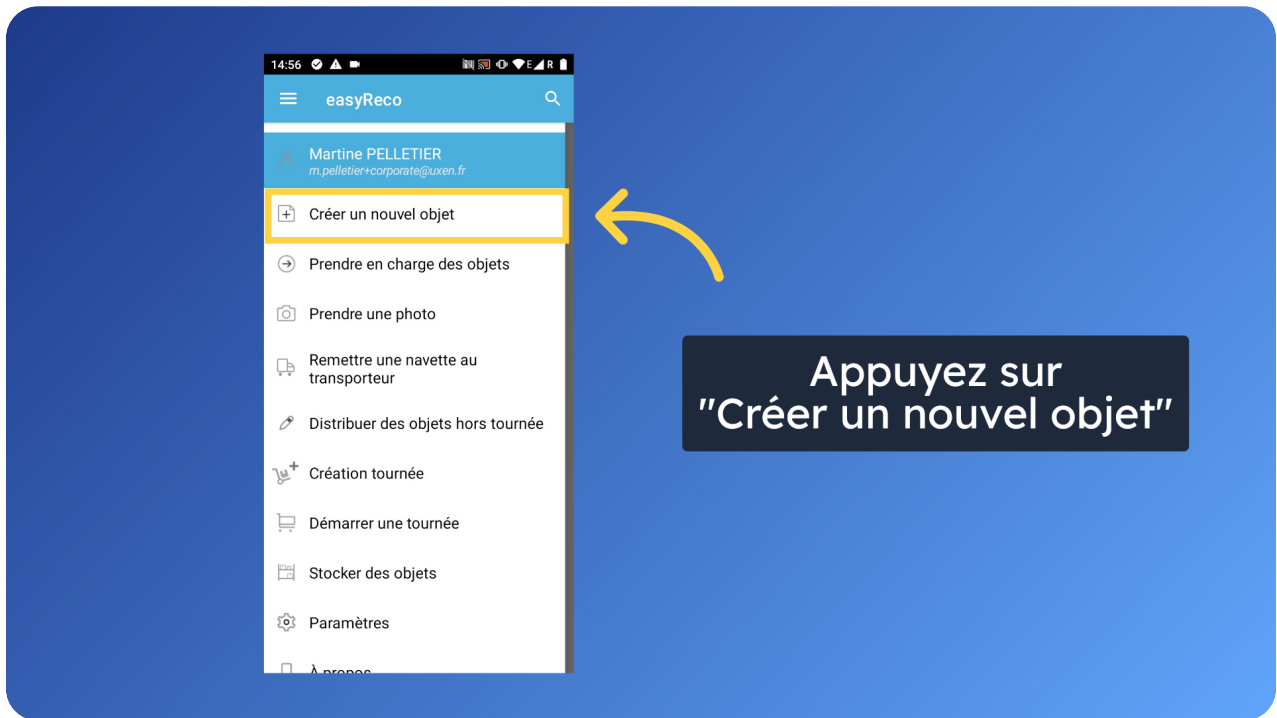 14:56
E R
easyReco
Martine PELLETIER
m.pelletier+corporate@uxen.fr
Créer un nouvel objet
Prendre en charge des objets
Prendre une photo
Remettre une navette au
transporteur
Distribuer des objets hors tournée
Création tournée
Démarrer une tournée
Stocker des objets
Paramètres
À propos
Appuyez sur
"Créer un nouvel objet"